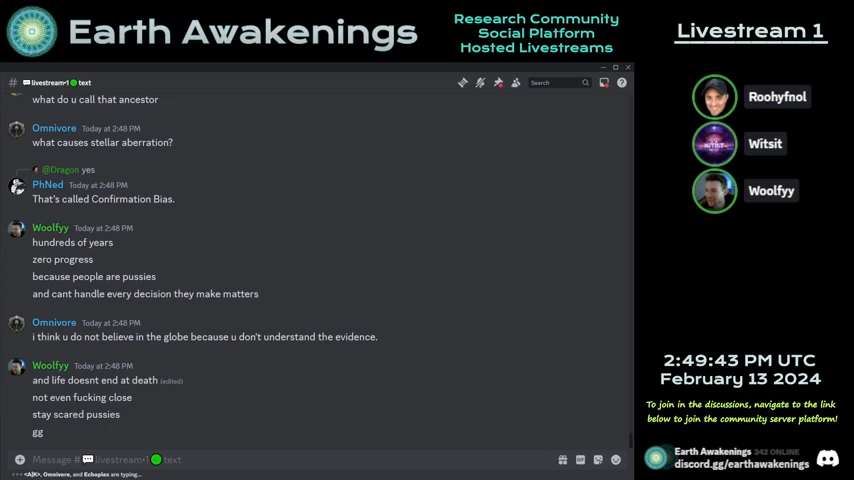 Earth Awakenings
Research Community
Social Platform
Hosted Livestreams
Livestream 1
# livestream•1 text
Search
what do u call that ancestor
Omnivore Today at 2:48 PM
what causes stellar aberration?
@Dragon yes
PhNed Today at 2:48 PM
That's called Confirmation Bias.
Woolfyy Today at 2:48 PM
hundreds of years
zero progress
because people are pussies
and cant handle every decision they make matters
Omnivore Today at 2:48 PM
i think u do not believe in the globe because u don't understand the evidence.
Woolfyy Today at 2:48 PM
and life doesnt end at death (edited)
not even fucking close
stay scared pussies
gg
Message # livestream•1 text
GIF
<A|K>, Omnivore, and Echoplex are typing...
Roohyfnol
WITSIT
Witsit
Woolfyy
2:49:43 PM UTC
February 13 2024
To join in the discussions, navigate to the link
below to join the community server platform!
Earth Awakenings 342 ONLINE
discord.gg/earthawakenings